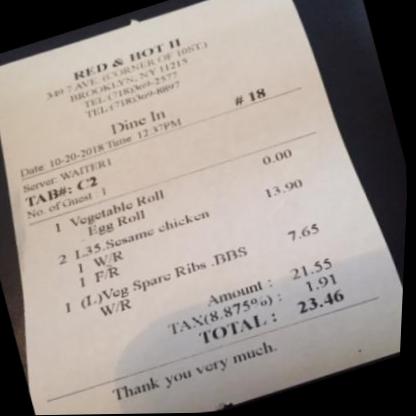 RED & HOT II
349 7 AVE. (CORNER OF 10ST.)
BROOKLYN, NY 11215
TEL:(718)369-2577
TEL:(718)369-8897
Dine In # 18
Date: 10-20-2018 Time: 12:37PM
Server: WAITER1
TAB#: C2
No. of Guest : 1
1 Vegetable Roll 0.00
Egg Roll
2 L35.Sesame chicken 13.90
1 W/R
1 F/R
1 (L)Veg Spare Ribs .BBS 7.65
W/R
Amount : 21.55
TAX(8.875%) : 1.91
TOTAL : 23.46
Thank you very much.